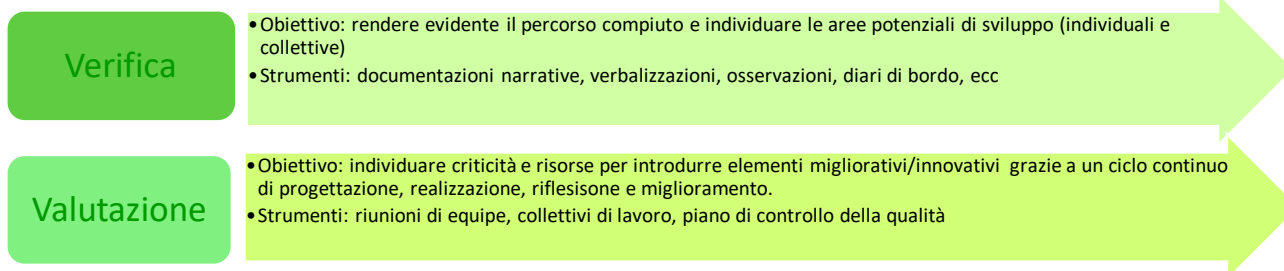 Verifica
•Obiettivo: rendere evidente il percorso compiuto e individuare le aree potenziali di sviluppo (individuali e
collettive)
•Strumenti: documentazioni narrative, verbalizzazioni, osservazioni, diari di bordo, ecc
Valutazione
•Obiettivo: individuare criticità e risorse per introdurre elementi migliorativi/innovativi grazie a un ciclo continuo
di progettazione, realizzazione, riflesisone e miglioramento.
•Strumenti: riunioni di equipe, collettivi di lavoro, piano di controllo della qualità